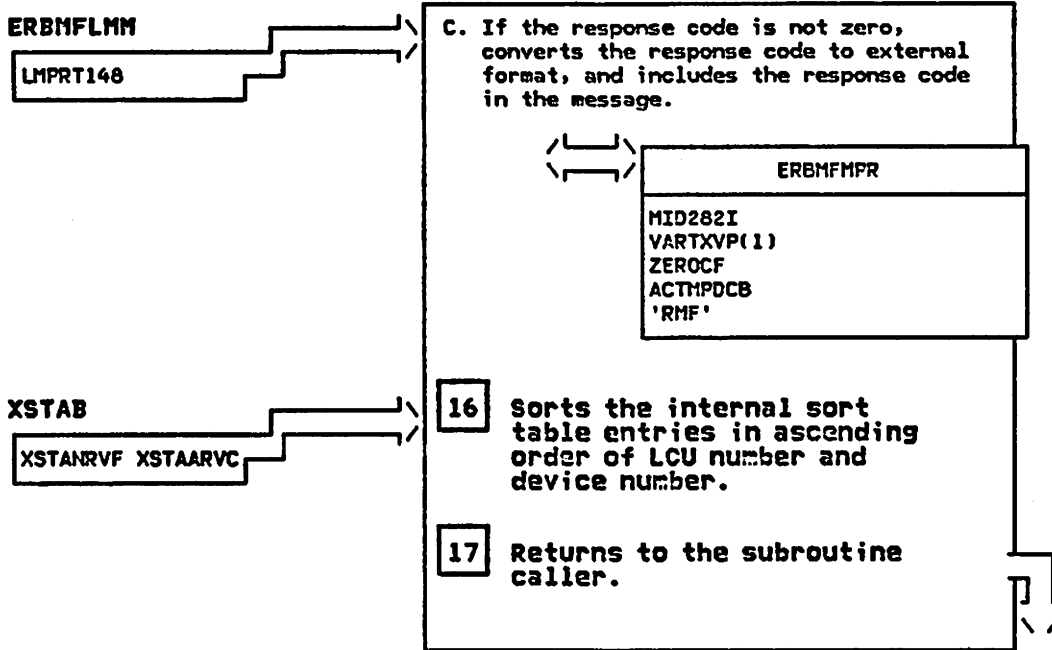 ERBMFLMM
LMPRT148
C. If the response code is not zero,
converts the response code to external
format, and includes the response code
in the message.
ERBMFMPR
MID282I
VARTXVP(1)
ZEROCF
ACTMPDCB
'RMF'
XSTAB
XSTANRVF XSTAARVC
16 Sorts the internal sort
table entries in ascending
order of LCU number and
device number.
17 Returns to the subroutine
caller.